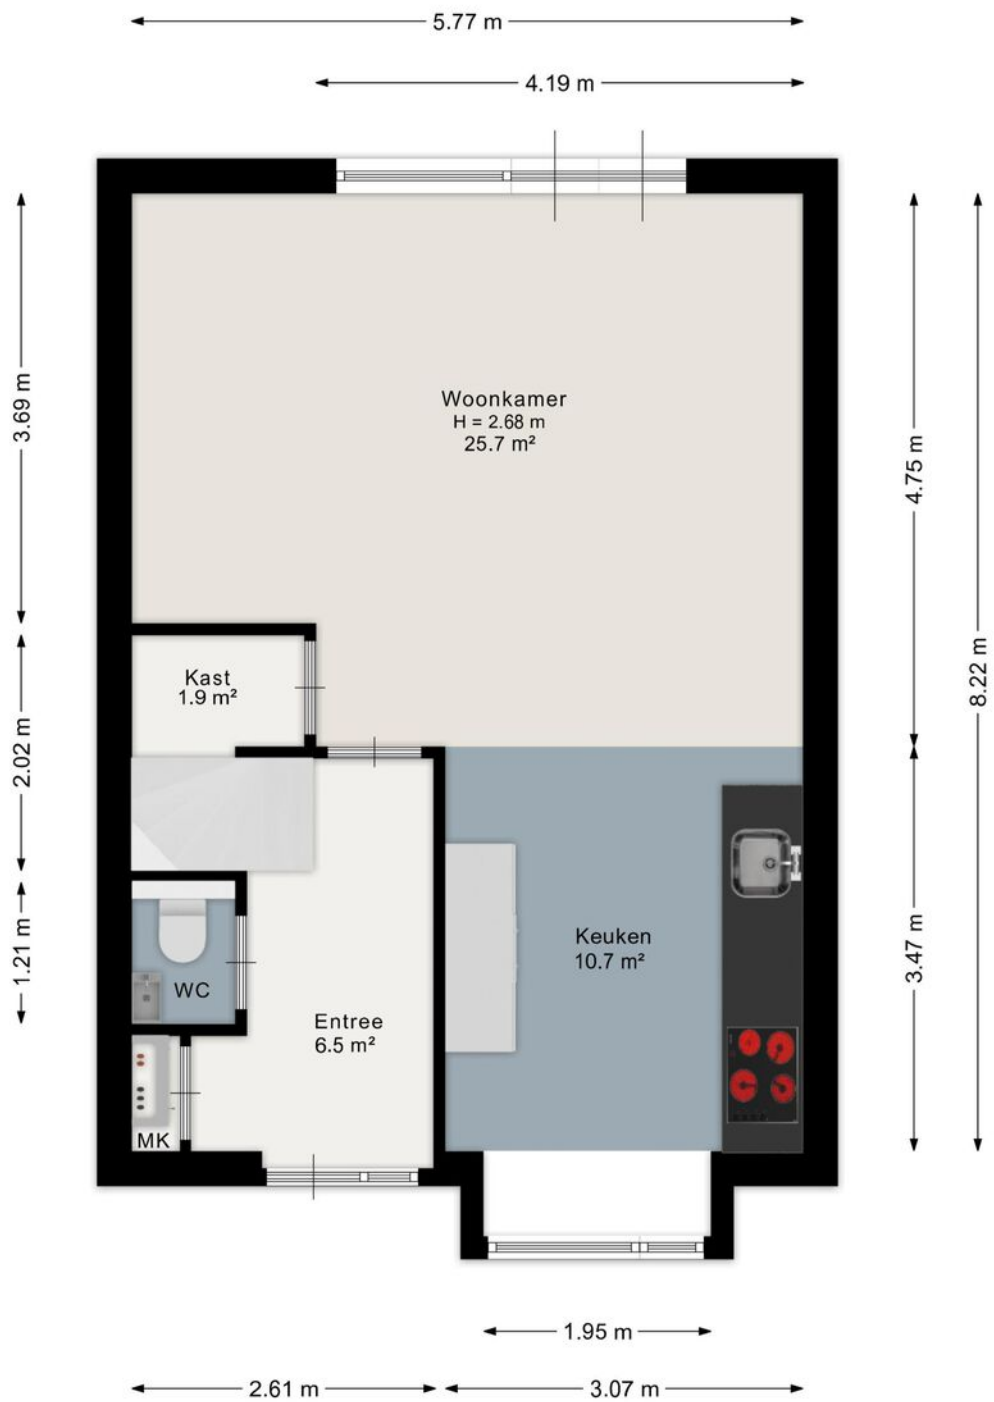 5.77 m
4.19 m
Woonkamer
H = 2.68 m
25.7 m²
3.69 m
4.75 m
8.22 m
Kast
1.9 m²
2.02 m
1.21 m
WC
Keuken
10.7 m²
3.47 m
Entree
6.5 m²
MK
1.95 m
2.61 m
3.07 m